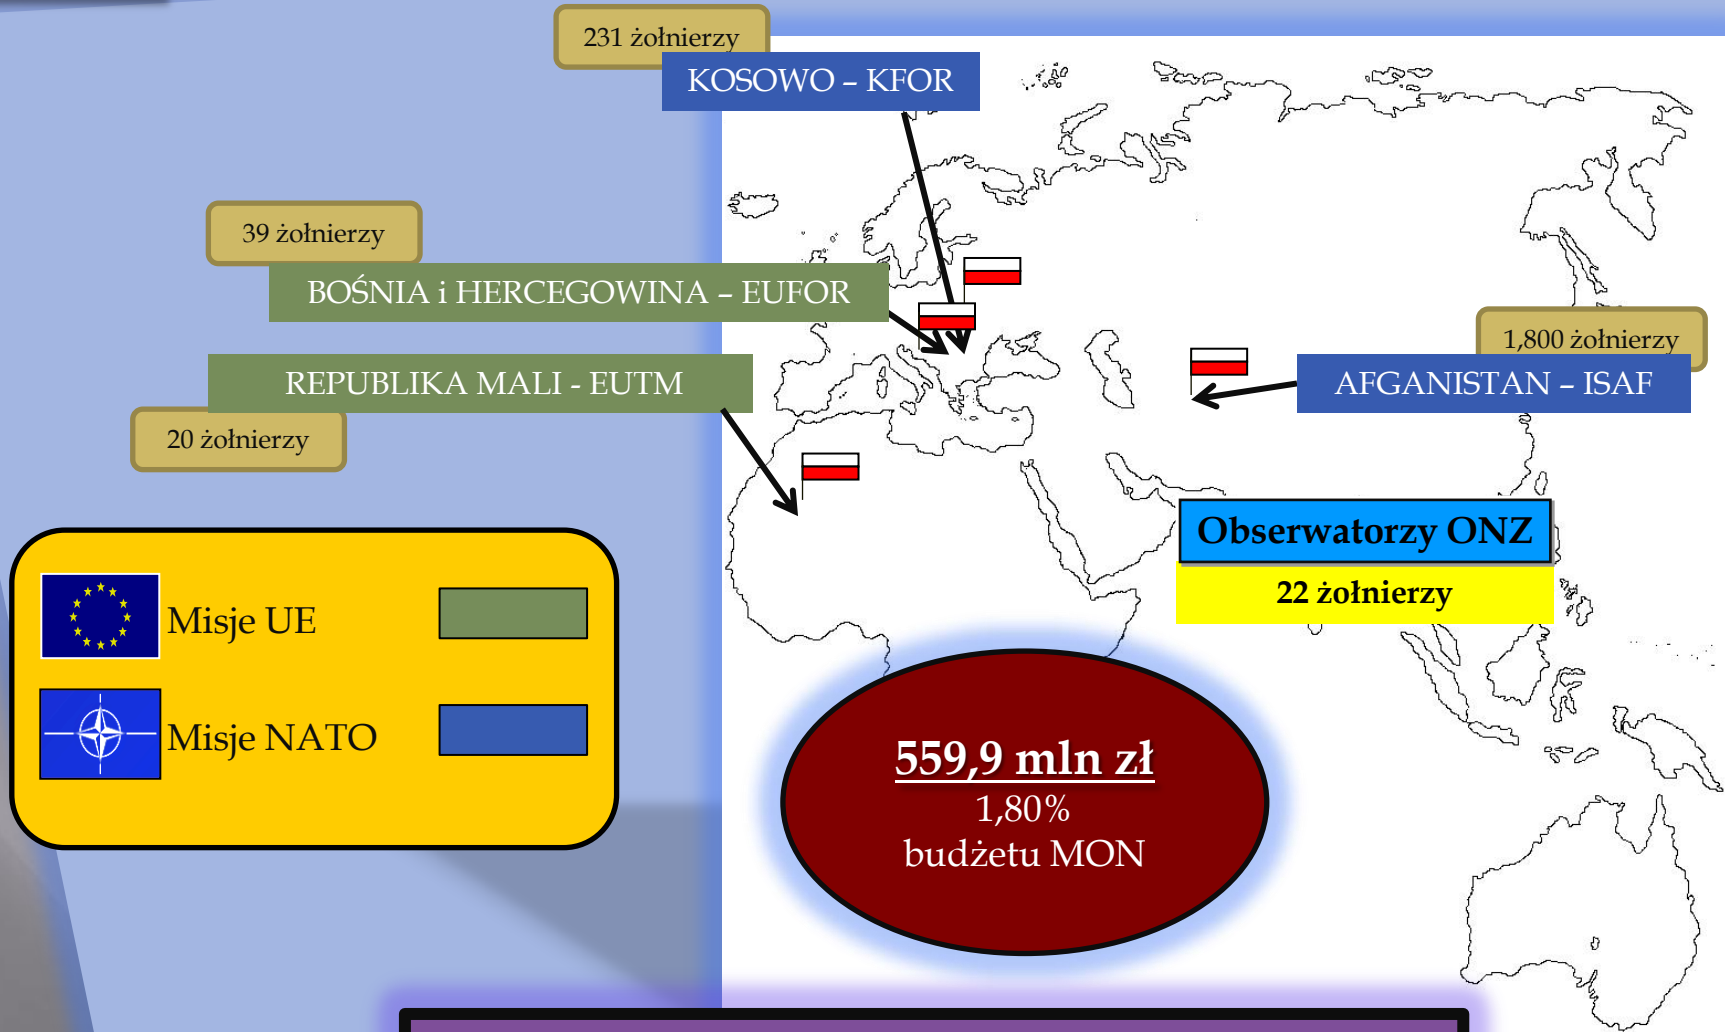 231 żołnierzy
KOSOWO – KFOR
39 żołnierzy
BOŚNIA i HERCEGOWINA – EUFOR
1,800 żołnierzy
REPUBLIKA MALI - EUTM
AFGANISTAN – ISAF
20 żołnierzy
Obserwatorzy ONZ
22 żołnierzy
Misje UE
Misje NATO
559,9 mln zł
1,80%
budżetu MON